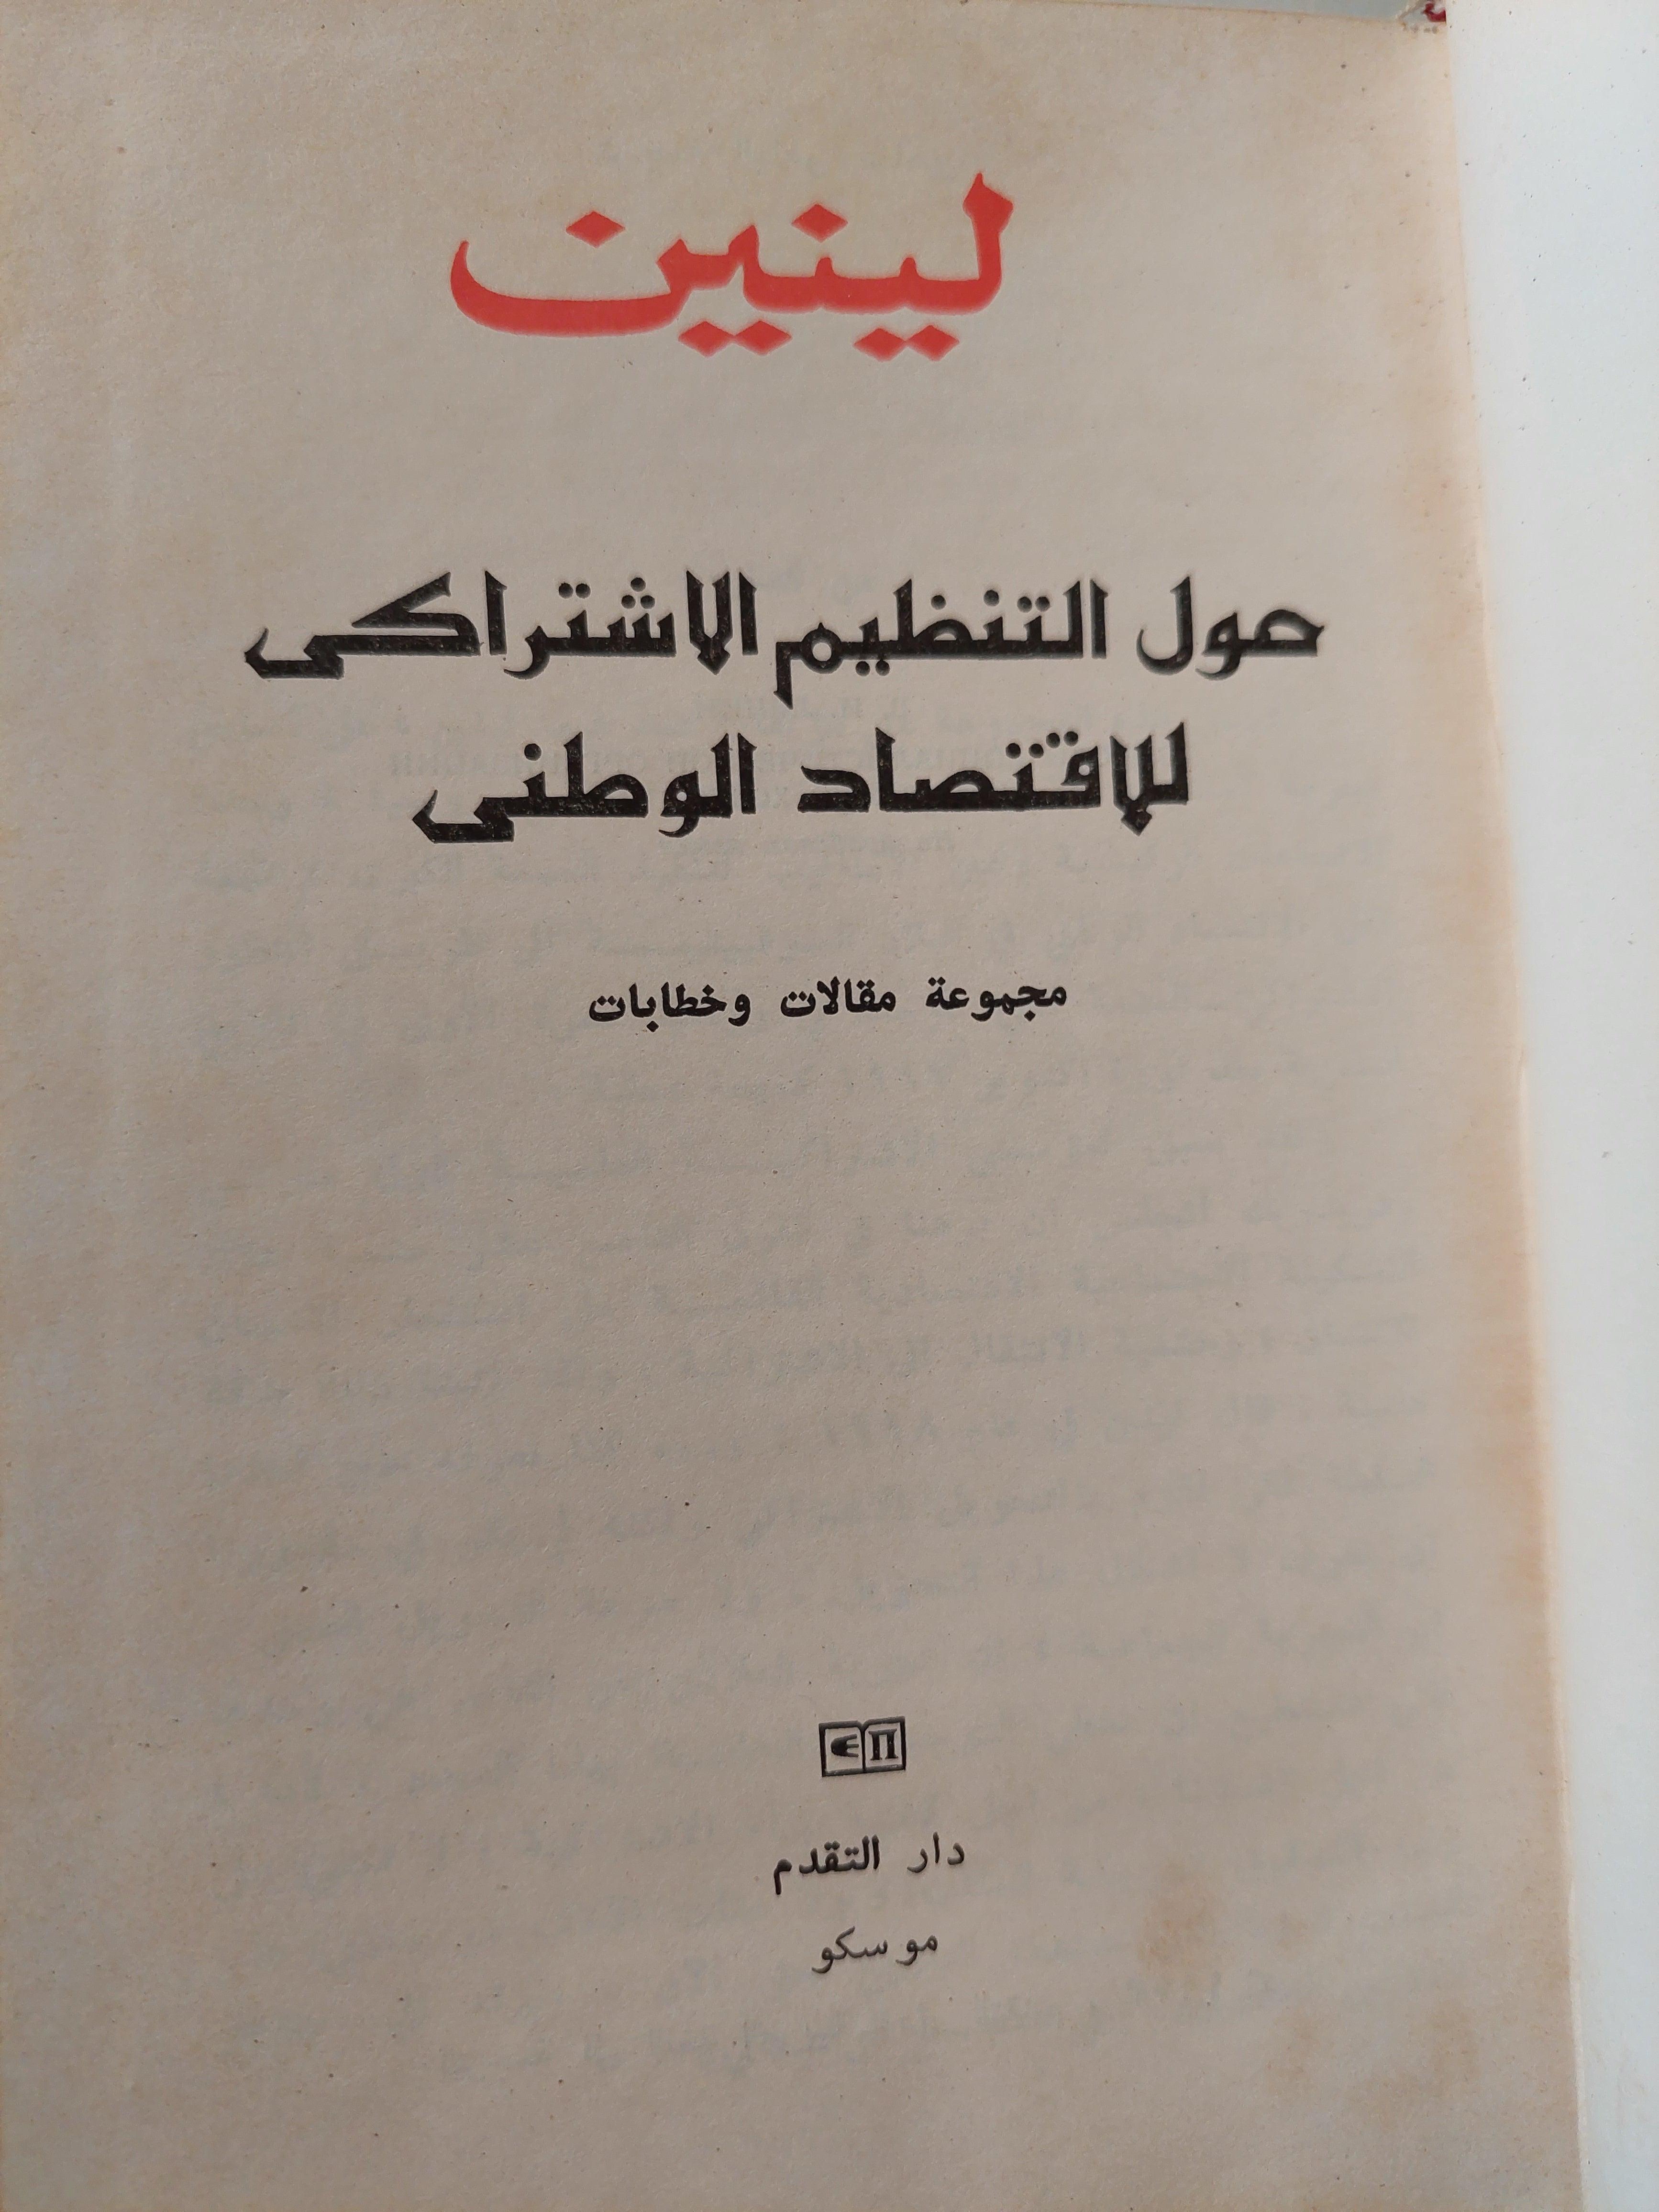 لينين
حول التنظيم الاشتراكى
للاقتصاد الوطنى
مجموعة مقالات وخطابات
دار التقدم
موسكو